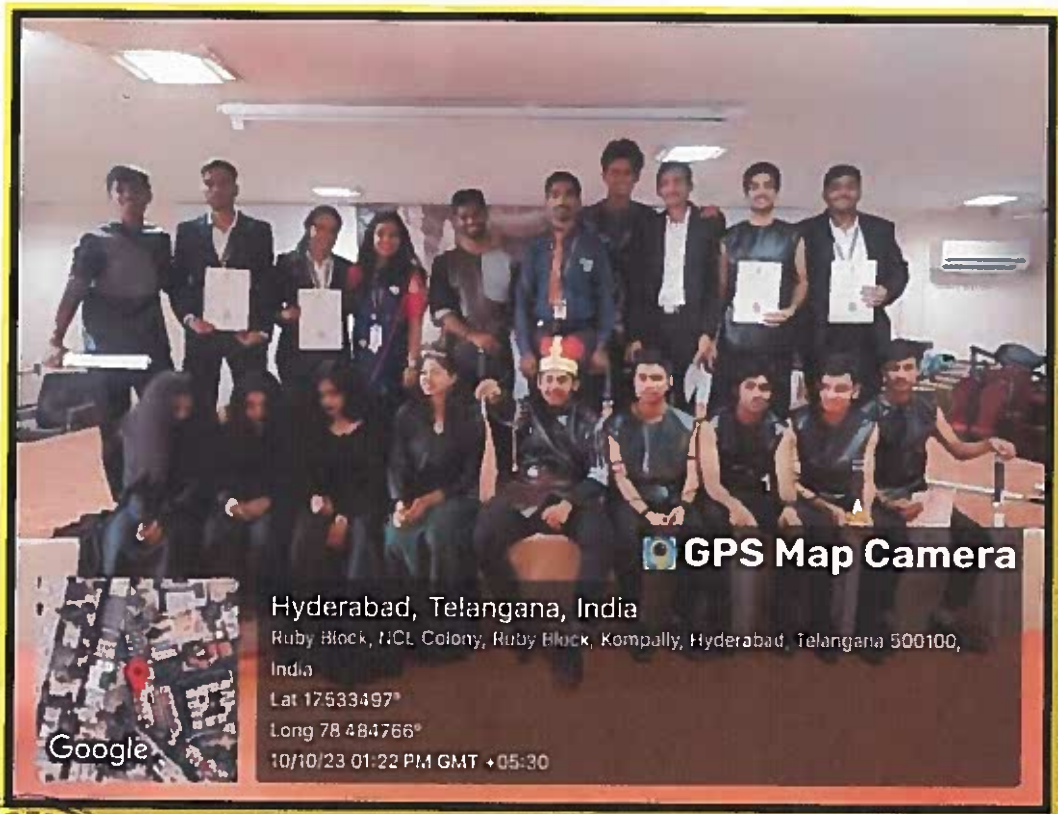 GPS Map Camera
Hyderabad, Telangana, India
Ruby Block, NCL Colony, Ruby Block, Kompally, Hyderabad, Telangana 500100,
India
Lat 17.533497°
Long 78.484766°
10/10/23 01:22 PM GMT +05:30
Google